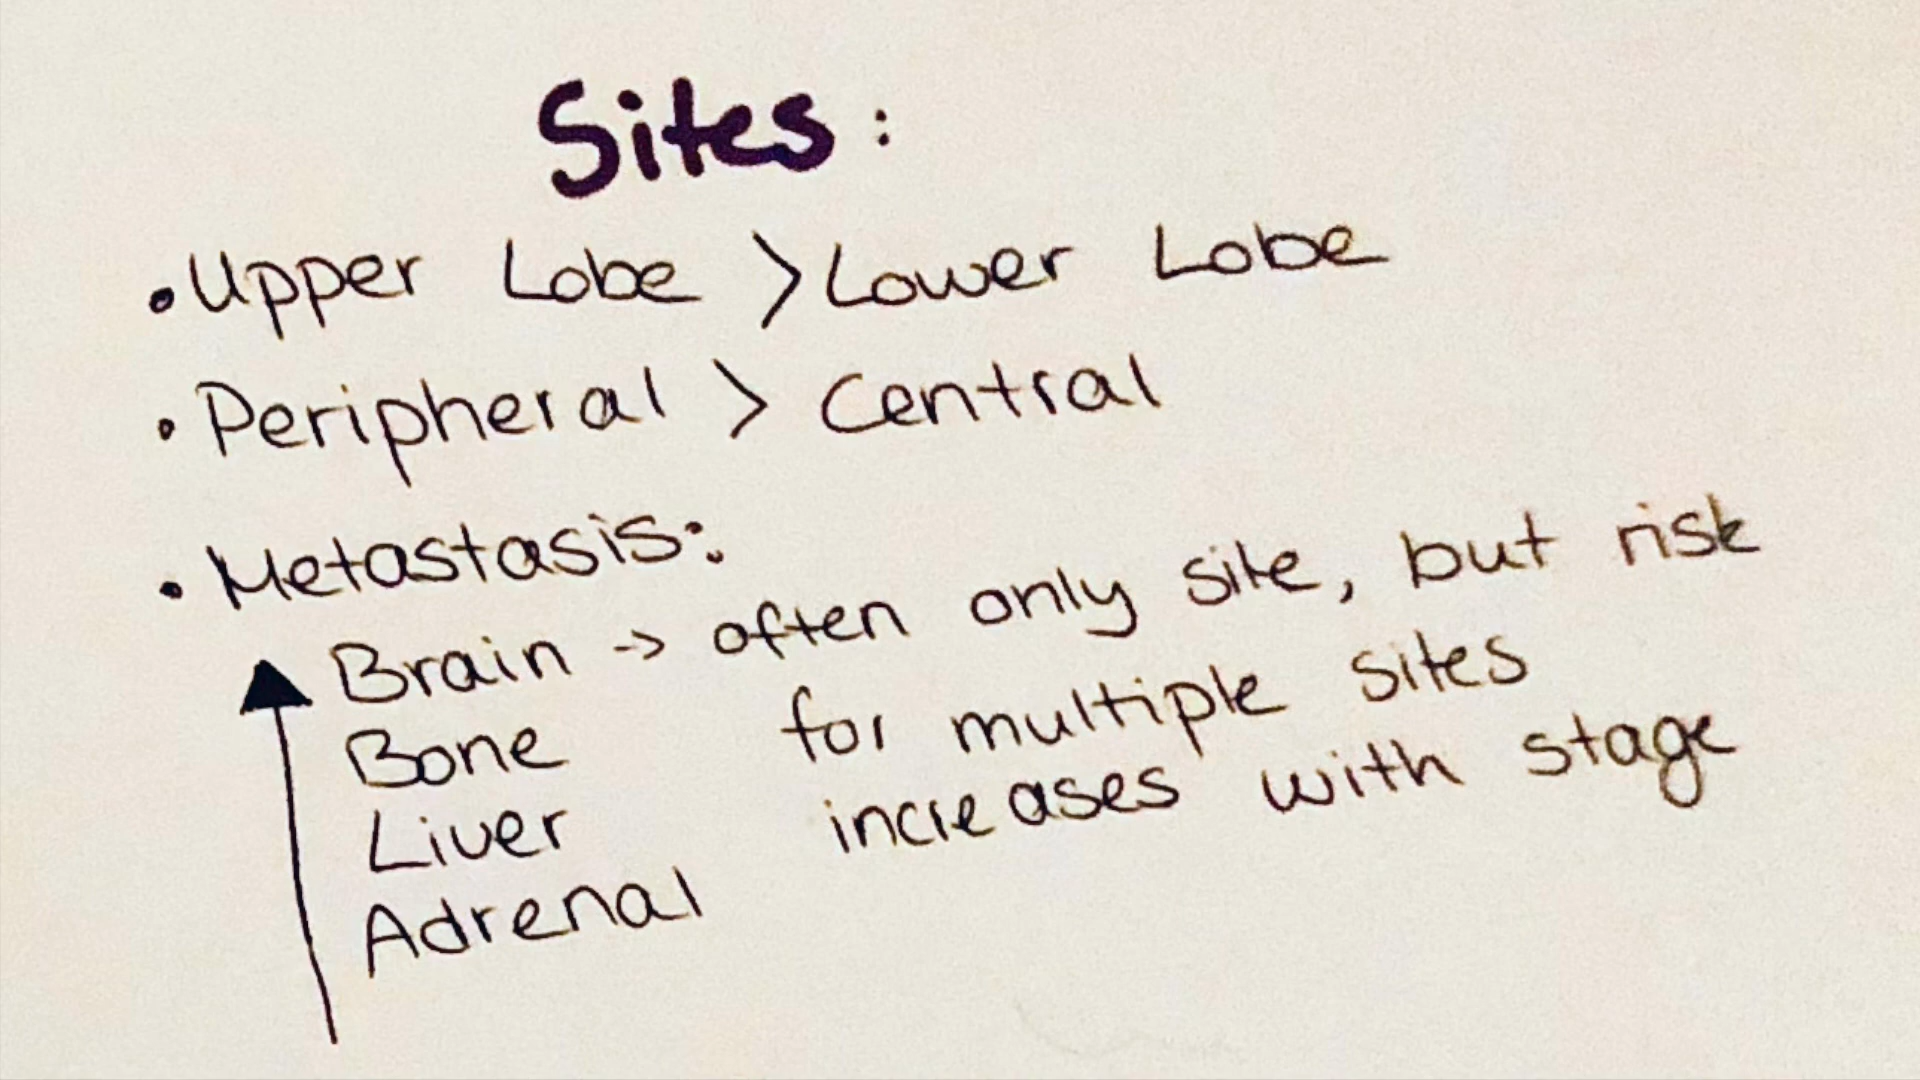 Sites:
• Upper Lobe > Lower Lobe
• Peripheral > Central
• Metastasis:
Brain -> often only site, but risk
for multiple sites
increases with stage
Bone
Liver
Adrenal